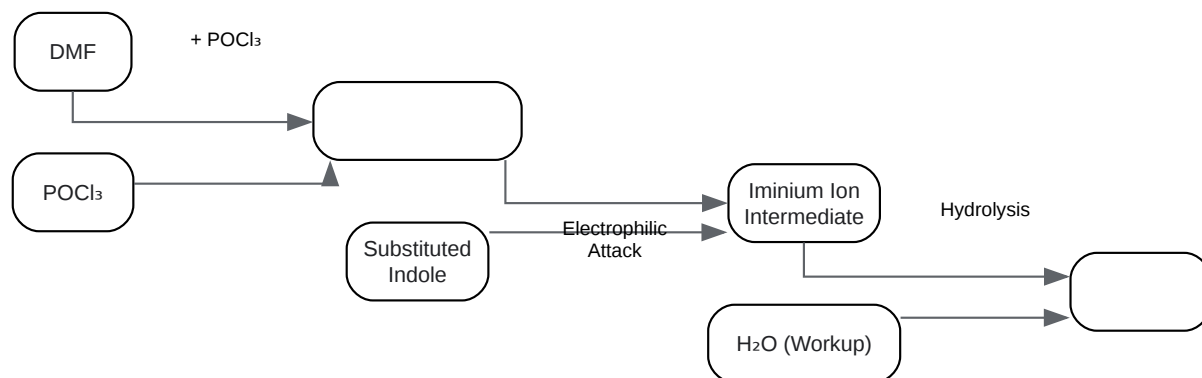 DMF
+ POCl₃
POCl₃
Substituted
Indole
Electrophilic
Attack
Iminium Ion
Intermediate
Hydrolysis
H₂O (Workup)